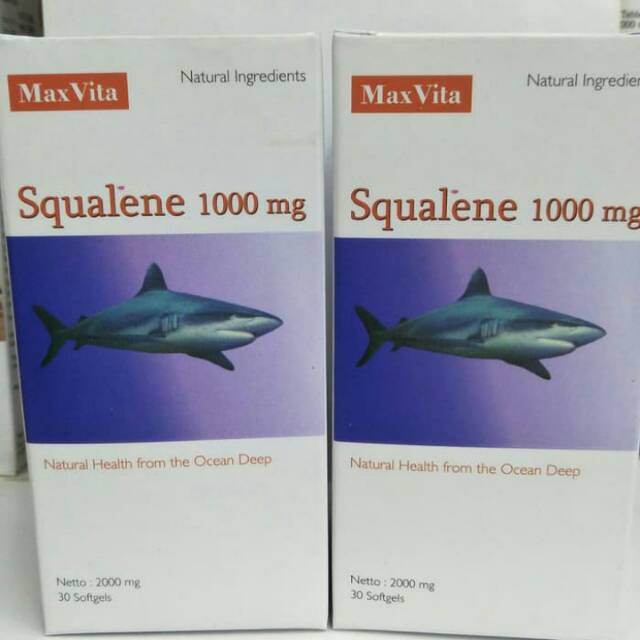 MaxVita
Natural Ingredients
Squalene 1000 mg
Natural Health from the Ocean Deep
Netto : 2000 mg
30 Softgels
MaxVita
Natural Ingredien
Squalene 1000 mg
Natural Health from the Ocean Deep
Netto : 2000 mg
30 Softgels